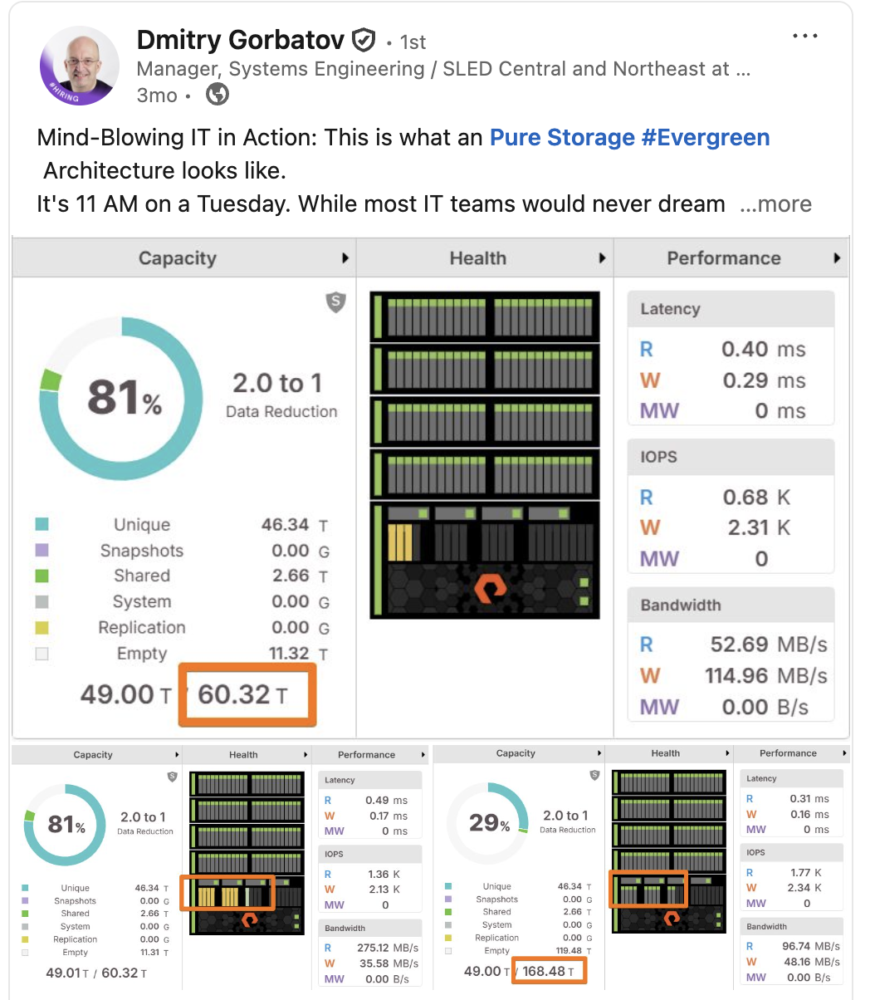 Dmitry Gorbatov • 1st
Manager, Systems Engineering / SLED Central and Northeast at ...
3mo •
#HIRING
Mind-Blowing IT in Action: This is what an Pure Storage #Evergreen
Architecture looks like.
It's 11 AM on a Tuesday. While most IT teams would never dream ...more
Capacity
S
81%
2.0 to 1
Data Reduction
Unique 46.34 T
Snapshots 0.00 G
Shared 2.66 T
System 0.00 G
Replication 0.00 G
Empty 11.32 T
49.00 T / 60.32 T
Health
Performance
Latency
R 0.40 ms
W 0.29 ms
MW 0 ms
IOPS
R 0.68 K
W 2.31 K
MW 0
Bandwidth
R 52.69 MB/s
W 114.96 MB/s
MW 0.00 B/s
Capacity
S
81%
2.0 to 1
Data Reduction
Unique 46.34 T
Snapshots 0.00 G
Shared 2.66 T
System 0.00 G
Replication 0.00 G
Empty 11.31 T
49.01 T / 60.32 T
Health
Performance
Latency
R 0.49 ms
W 0.17 ms
MW 0 ms
IOPS
R 1.36 K
W 2.13 K
MW 0
Bandwidth
R 275.12 MB/s
W 35.58 MB/s
MW 0.00 B/s
Capacity
S
29%
2.0 to 1
Data Reduction
Unique 46.34 T
Snapshots 0.00 G
Shared 2.66 T
System 0.00 G
Replication 0.00 G
Empty 119.48 T
49.00 T / 168.48 T
Health
Performance
Latency
R 0.31 ms
W 0.16 ms
MW 0 ms
IOPS
R 1.77 K
W 2.34 K
MW 0
Bandwidth
R 96.74 MB/s
W 48.16 MB/s
MW 0.00 B/s